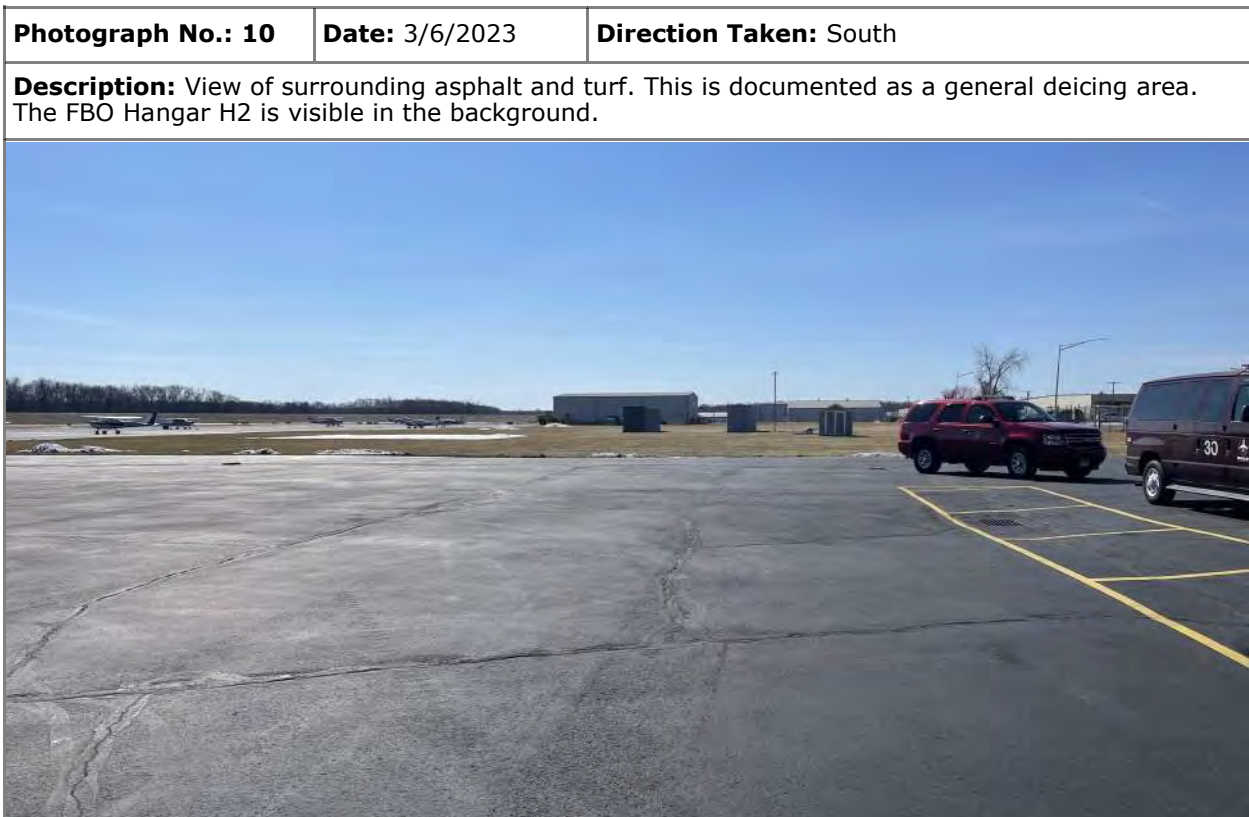 Photograph No.: 10
Date: 3/6/2023
Direction Taken: South
Description: View of surrounding asphalt and turf. This is documented as a general deicing area.
The FBO Hangar H2 is visible in the background.
30